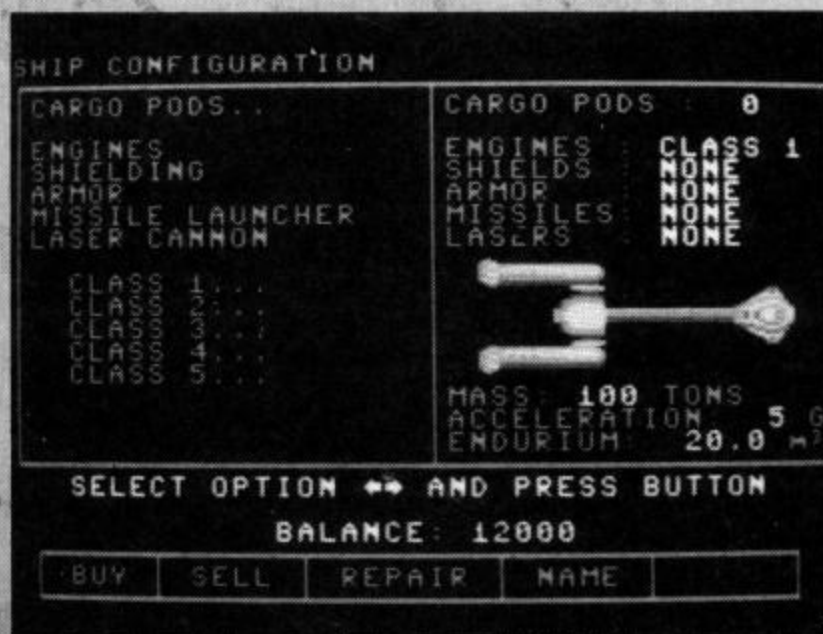 SHIP CONFIGURATION
CARGO PODS..
ENGINES
SHIELDING
ARMOR
MISSILE LAUNCHER
LASER CANNON
CLASS 1...
CLASS 2...
CLASS 3...
CLASS 4...
CLASS 5...
CARGO PODS : 0
ENGINES : CLASS 1
SHIELDS : NONE
ARMOR : NONE
MISSILES : NONE
LASERS : NONE
MASS: 100 TONS
ACCELERATION: 5 G
ENDURIUM: 20.0 m³
SELECT OPTION ⬅➡ AND PRESS BUTTON
BALANCE: 12000
BUY SELL REPAIR NAME